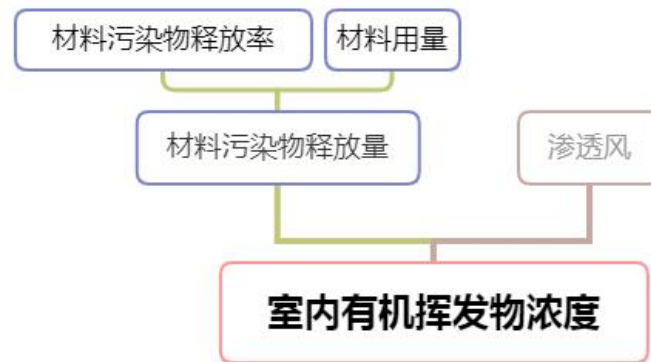 材料污染物释放率
材料用量
材料污染物释放量
渗透风
室内有机挥发物浓度